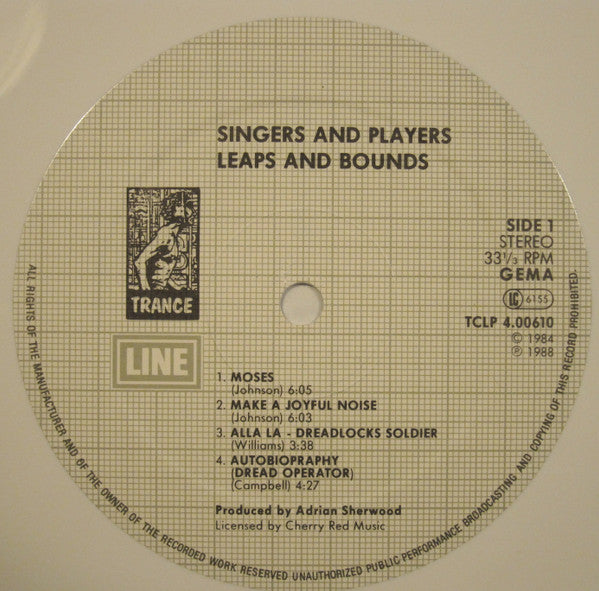 SINGERS AND PLAYERS
LEAPS AND BOUNDS
TRANCE
LINE
SIDE 1
STEREO
33 1/3 RPM
GEMA
LC 6155
TCLP 4.00610
© 1984
℗ 1988
1. MOSES
(Johnson) 6:05
2. MAKE A JOYFUL NOISE
(Johnson) 6:03
3. ALLA LA - DREADLOCKS SOLDIER
(Williams) 3:38
4. AUTOBIOPRAPHY
(DREAD OPERATOR)
(Campbell) 4:27
Produced by Adrian Sherwood
Licensed by Cherry Red Music
ALL RIGHTS OF THE MANUFACTURER AND OF THE OWNER OF THE RECORDED WORK RESERVED UNAUTHORIZED PUBLIC PERFORMANCE BROADCASTING AND COPYING OF THIS RECORD PROHIBITED.